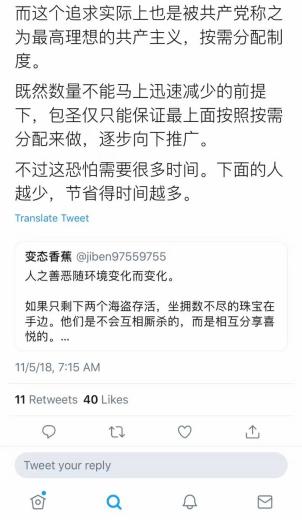 而这个追求实际上也是被共产党称之
为最高理想的共产主义，按需分配制
度。
既然数量不能马上迅速减少的前提
下，包圣仅只能保证最上面按照按需
分配来做，逐步向下推广。
不过这恐怕需要很多时间。下面的人
越少，节省得时间越多。
Translate Tweet
变态香蕉 @jiben97559755
人之善恶随环境变化而变化。
如果只剩下两个海盗存活，坐拥数不尽的珠宝在
手边。他们是不会互相厮杀的，而是相互分享喜
悦的。...
11/5/18, 7:15 AM
11 Retweets 40 Likes
Tweet your reply